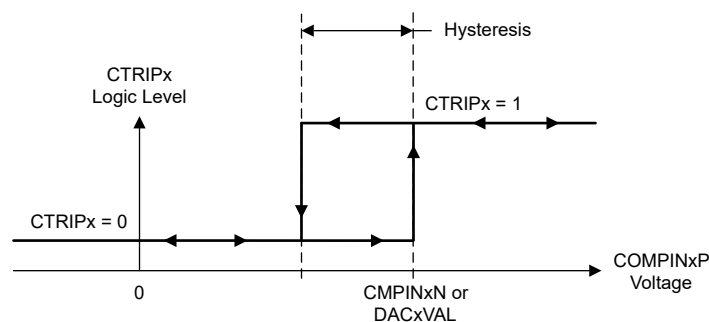 Hysteresis
CTRIPx
Logic Level
CTRIPx = 1
CTRIPx = 0
COMPINxP
Voltage
0
CMPINxN or
DACxVAL